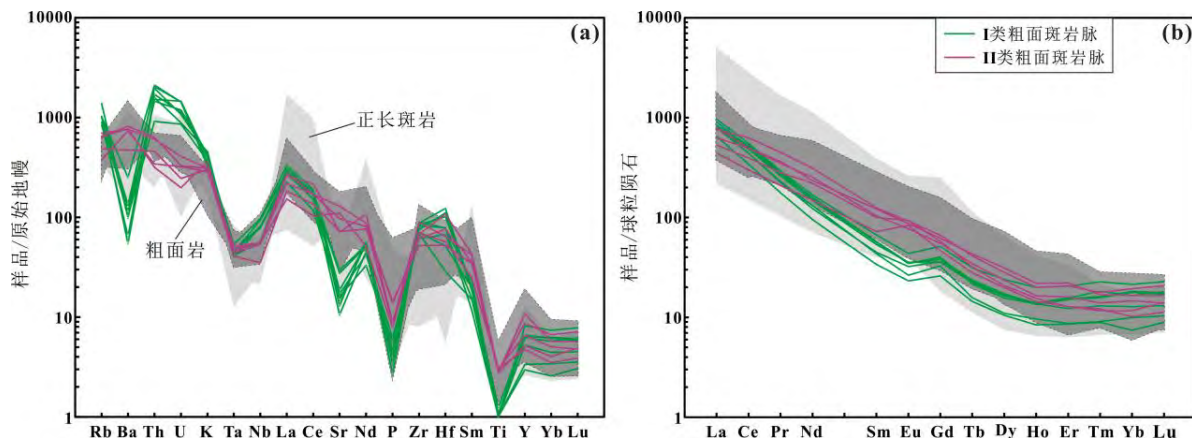 10000
1000
100
10
1
样品/原始地幔
(a)
正长斑岩
粗面岩
Rb Ba Th U K Ta Nb La Ce Sr Nd P Zr Hf Sm Ti Y Yb Lu
10000
1000
100
10
1
样品/球粒陨石
I类粗面斑岩脉
II类粗面斑岩脉
(b)
La Ce Pr Nd Sm Eu Gd Tb Dy Ho Er Tm Yb Lu